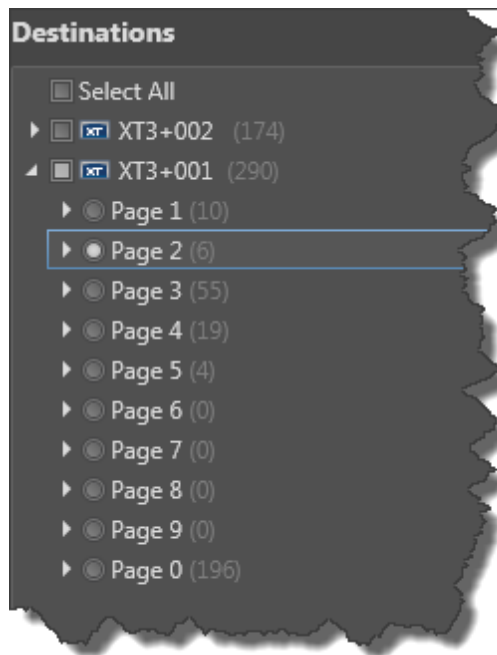 Destinations
Select All
XT XT3+002 (174)
XT XT3+001 (290)
Page 1 (10)
Page 2 (6)
Page 3 (55)
Page 4 (19)
Page 5 (4)
Page 6 (0)
Page 7 (0)
Page 8 (0)
Page 9 (0)
Page 0 (196)